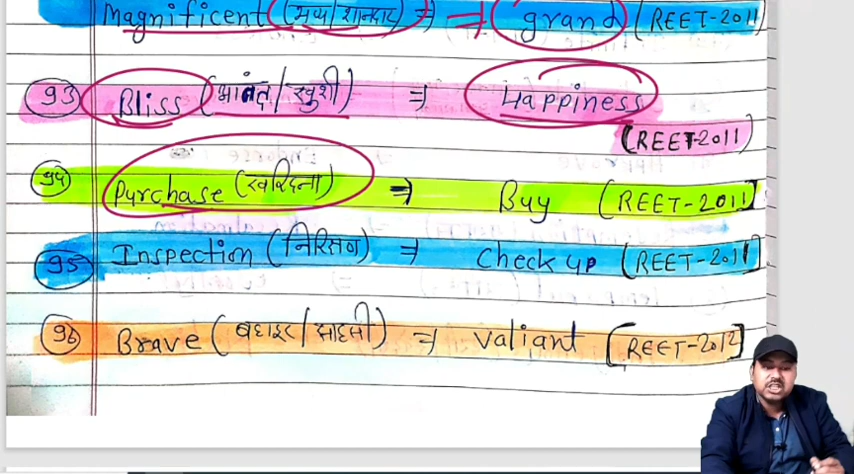 Magnificent (भव्य/शानदार) ⇒ ⇒ grand (REET-2011)
93 Bliss (आनंद/खुशी) ⇒ Happiness
(REET-2011)
94 Purchase (खरिदना) ⇒ Buy (REET-2011]
95 Inspection (निरिक्षण) ⇒ Check up [REET-2011]
96 Brave (बहादुर/साहसी) ⇒ valiant [REET-2012]